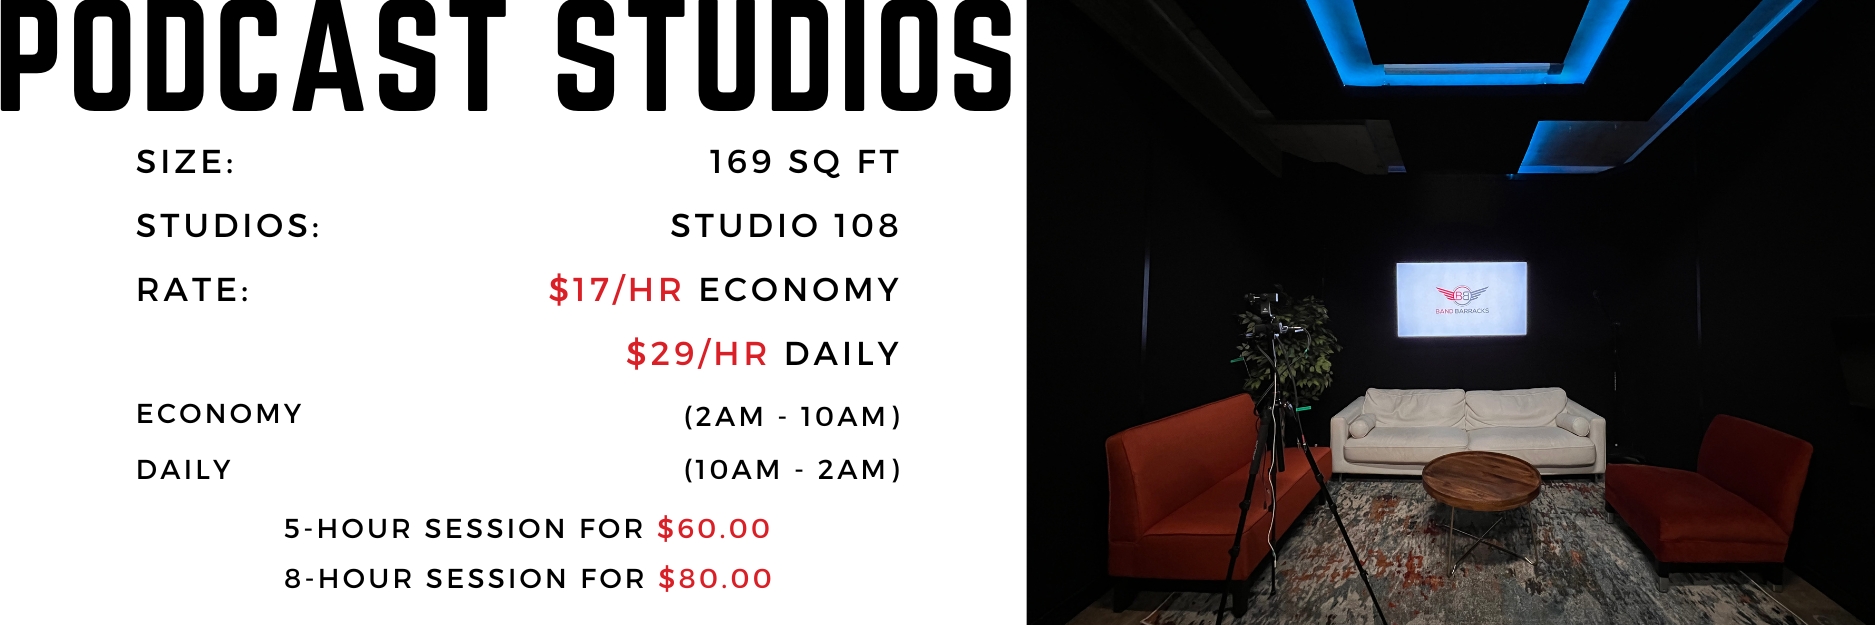 PODCAST STUDIOS
SIZE: 169 SQ FT
STUDIOS: STUDIO 108
RATE: $17/HR ECONOMY
$29/HR DAILY
ECONOMY (2AM - 10AM)
DAILY (10AM - 2AM)
5-HOUR SESSION FOR $60.00
8-HOUR SESSION FOR $80.00
BB
BAND BARRACKS